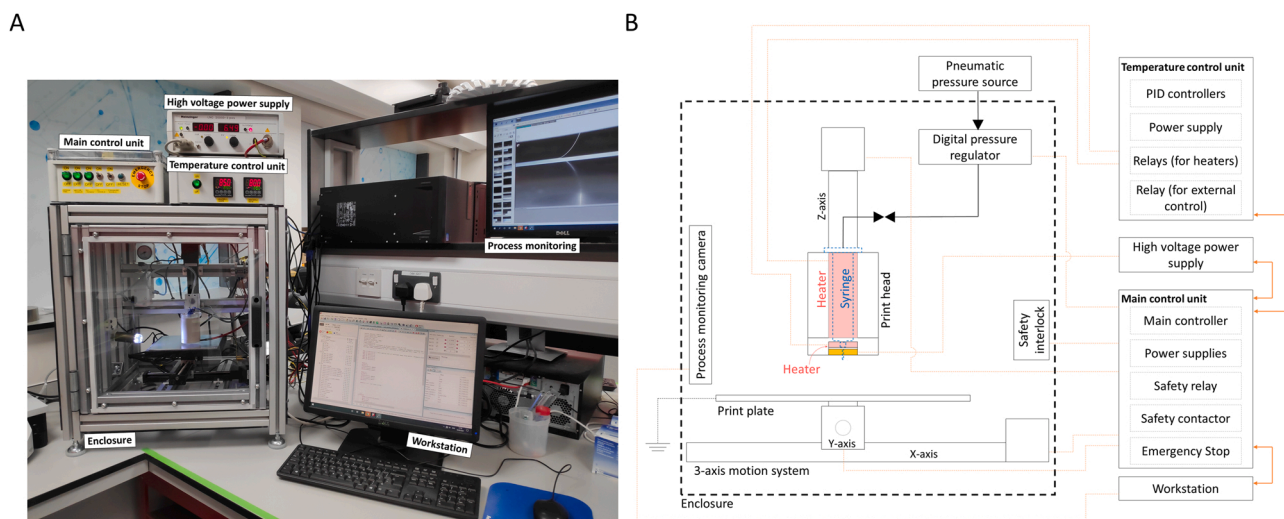 A
High voltage power supply
Main control unit
Temperature control unit
EMERGENCY
STOP
DELL
Process monitoring
Enclosure
Workstation
B
Pneumatic
pressure source
Digital pressure
regulator
Z-axis
Process monitoring camera
Heater
Syringe
Print head
Heater
Safety
interlock
Print plate
Y-axis
X-axis
3-axis motion system
Enclosure
Temperature control unit
PID controllers
Power supply
Relays (for heaters)
Relay (for external
control)
High voltage power
supply
Main control unit
Main controller
Power supplies
Safety relay
Safety contactor
Emergency Stop
Workstation